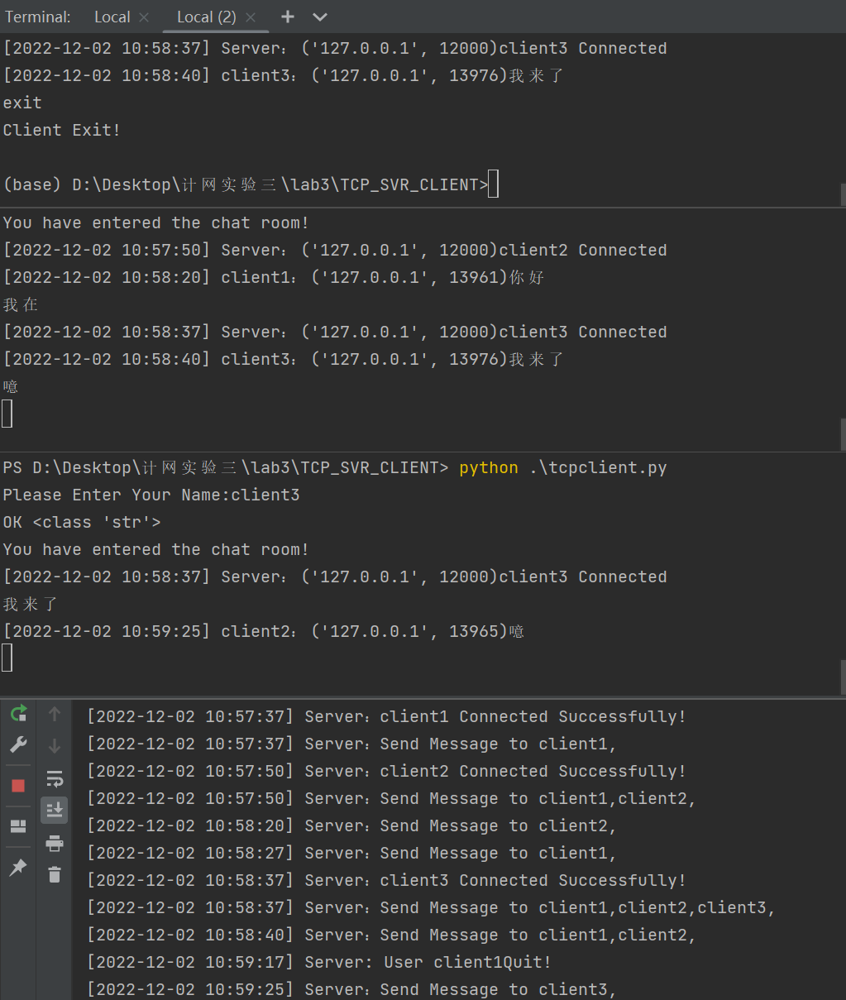 Terminal: Local Local (2)
[2022-12-02 10:58:37] Server：('127.0.0.1', 12000)client3 Connected
[2022-12-02 10:58:40] client3：('127.0.0.1', 13976)我来了
exit
Client Exit!
(base) D:\Desktop\计网实验三\lab3\TCP_SVR_CLIENT>
You have entered the chat room!
[2022-12-02 10:57:50] Server：('127.0.0.1', 12000)client2 Connected
[2022-12-02 10:58:20] client1：('127.0.0.1', 13961)你好
我在
[2022-12-02 10:58:37] Server：('127.0.0.1', 12000)client3 Connected
[2022-12-02 10:58:40] client3：('127.0.0.1', 13976)我来了
噫
PS D:\Desktop\计网实验三\lab3\TCP_SVR_CLIENT> python .\tcpclient.py
Please Enter Your Name:client3
OK <class 'str'>
You have entered the chat room!
[2022-12-02 10:58:37] Server：('127.0.0.1', 12000)client3 Connected
我来了
[2022-12-02 10:59:25] client2：('127.0.0.1', 13965)噫
[2022-12-02 10:57:37] Server：client1 Connected Successfully!
[2022-12-02 10:57:37] Server：Send Message to client1,
[2022-12-02 10:57:50] Server：client2 Connected Successfully!
[2022-12-02 10:57:50] Server：Send Message to client1,client2,
[2022-12-02 10:58:20] Server：Send Message to client2,
[2022-12-02 10:58:27] Server：Send Message to client1,
[2022-12-02 10:58:37] Server：client3 Connected Successfully!
[2022-12-02 10:58:37] Server：Send Message to client1,client2,client3,
[2022-12-02 10:58:40] Server：Send Message to client1,client2,
[2022-12-02 10:59:17] Server: User client1Quit!
[2022-12-02 10:59:25] Server：Send Message to client3,